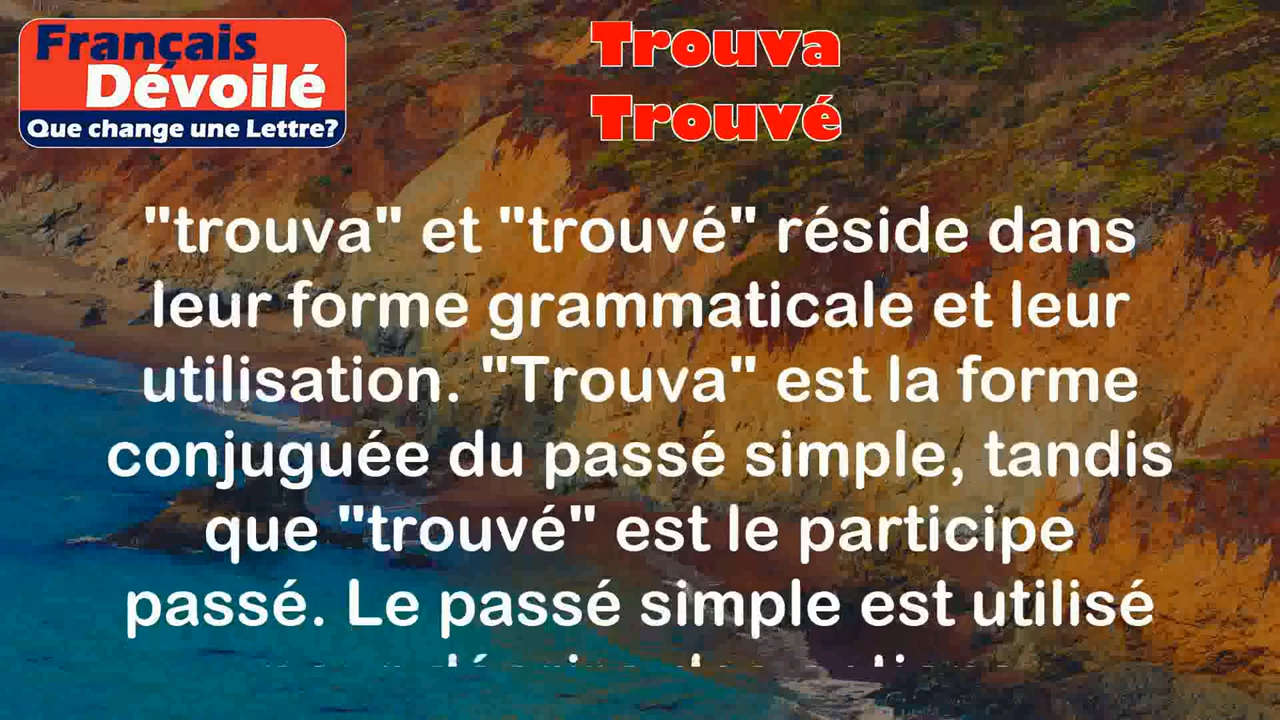 Français
Dévoilé
Que change une Lettre?
Trouva
Trouvé
"trouva" et "trouvé" réside dans
leur forme grammaticale et leur
utilisation. "Trouva" est la forme
conjuguée du passé simple, tandis
que "trouvé" est le participe
passé. Le passé simple est utilisé